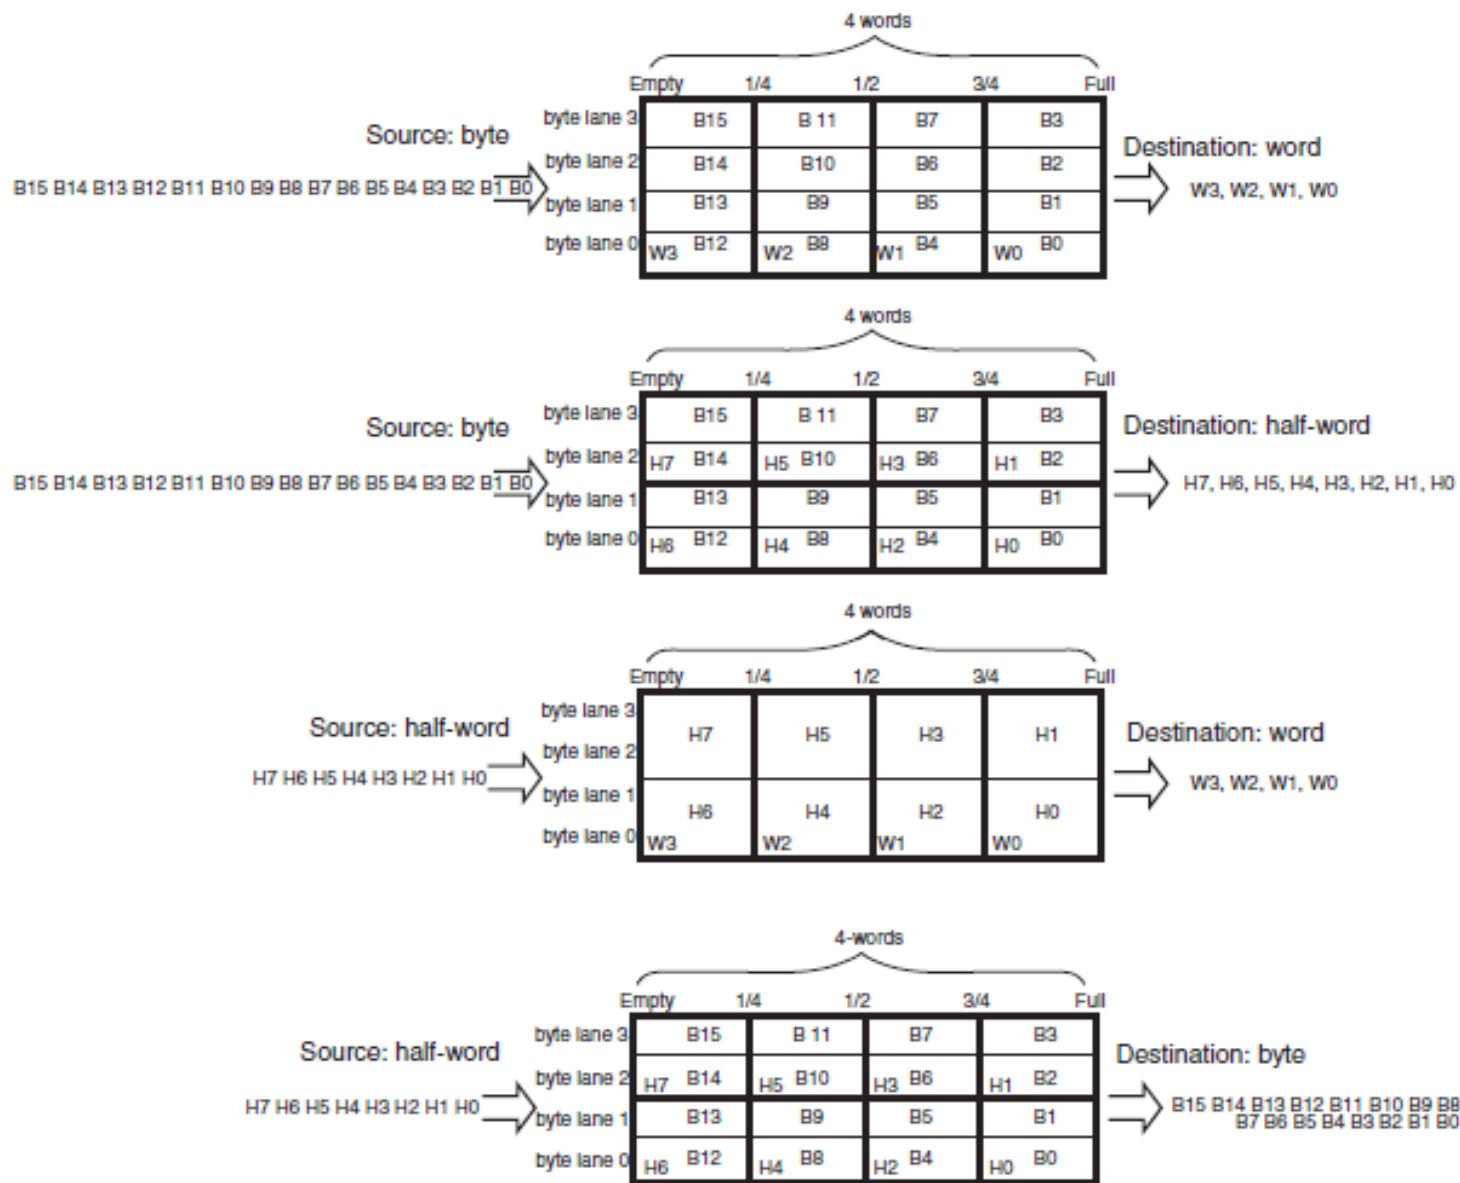 4 words
Empty 1/4 1/2 3/4 Full
byte lane 3 B15 B 11 B7 B3
Source: byte
Destination: word
byte lane 2 B14 B10 B6 B2
B15 B14 B13 B12 B11 B10 B9 B8 B7 B6 B5 B4 B3 B2 B1 B0
W3, W2, W1, W0
byte lane 1 B13 B9 B5 B1
byte lane 0 W3 B12 W2 B8 W1 B4 W0 B0
4 words
Empty 1/4 1/2 3/4 Full
byte lane 3 B15 B 11 B7 B3
Source: byte
Destination: half-word
byte lane 2 H7 B14 H5 B10 H3 B6 H1 B2
B15 B14 B13 B12 B11 B10 B9 B8 B7 B6 B5 B4 B3 B2 B1 B0
H7, H6, H5, H4, H3, H2, H1, H0
byte lane 1 B13 B9 B5 B1
byte lane 0 H6 B12 H4 B8 H2 B4 H0 B0
4 words
Empty 1/4 1/2 3/4 Full
byte lane 3
Source: half-word
H7 H5 H3 H1
Destination: word
byte lane 2
H7 H6 H5 H4 H3 H2 H1 H0
W3, W2, W1, W0
byte lane 1
H6 H4 H2 H0
byte lane 0 W3 W2 W1 W0
4-words
Empty 1/4 1/2 3/4 Full
byte lane 3 B15 B 11 B7 B3
Source: half-word
Destination: byte
byte lane 2 H7 B14 H5 B10 H3 B6 H1 B2
H7 H6 H5 H4 H3 H2 H1 H0
B15 B14 B13 B12 B11 B10 B9 B8
B7 B6 B5 B4 B3 B2 B1 B0
byte lane 1 B13 B9 B5 B1
byte lane 0 H6 B12 H4 B8 H2 B4 H0 B0